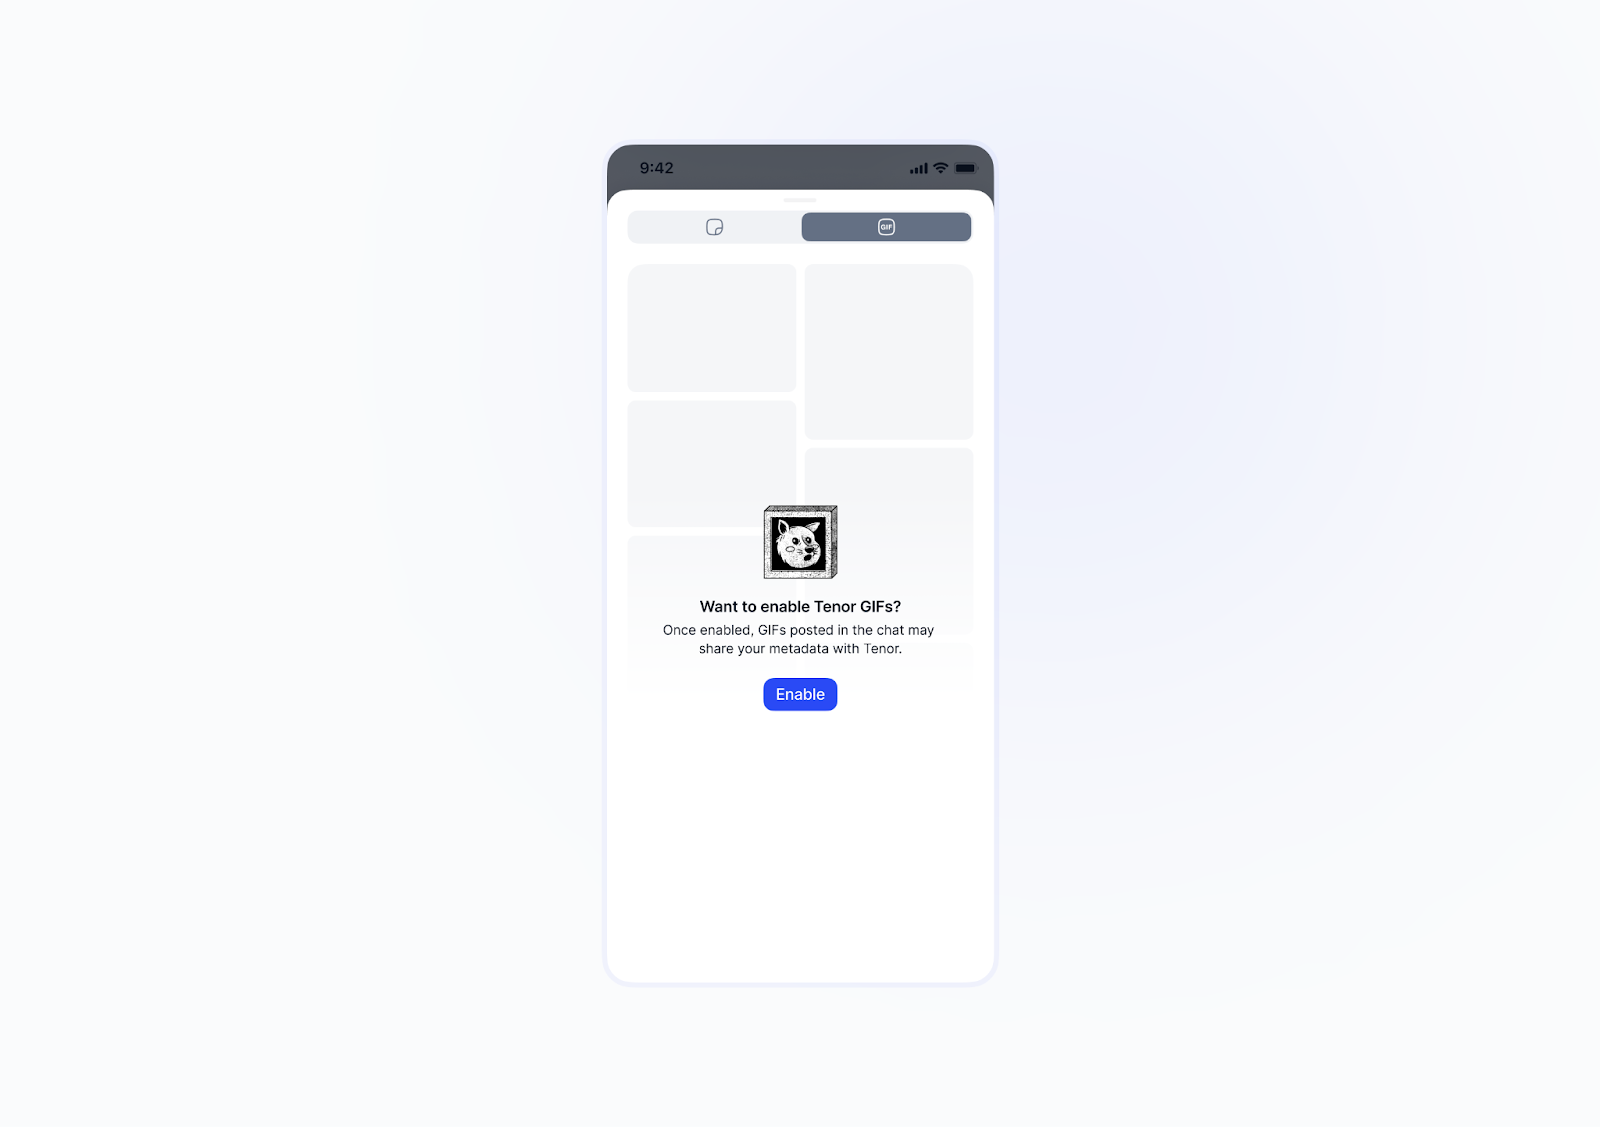 9:42
GIF
Want to enable Tenor GIFs?
Once enabled, GIFs posted in the chat may
share your metadata with Tenor.
Enable